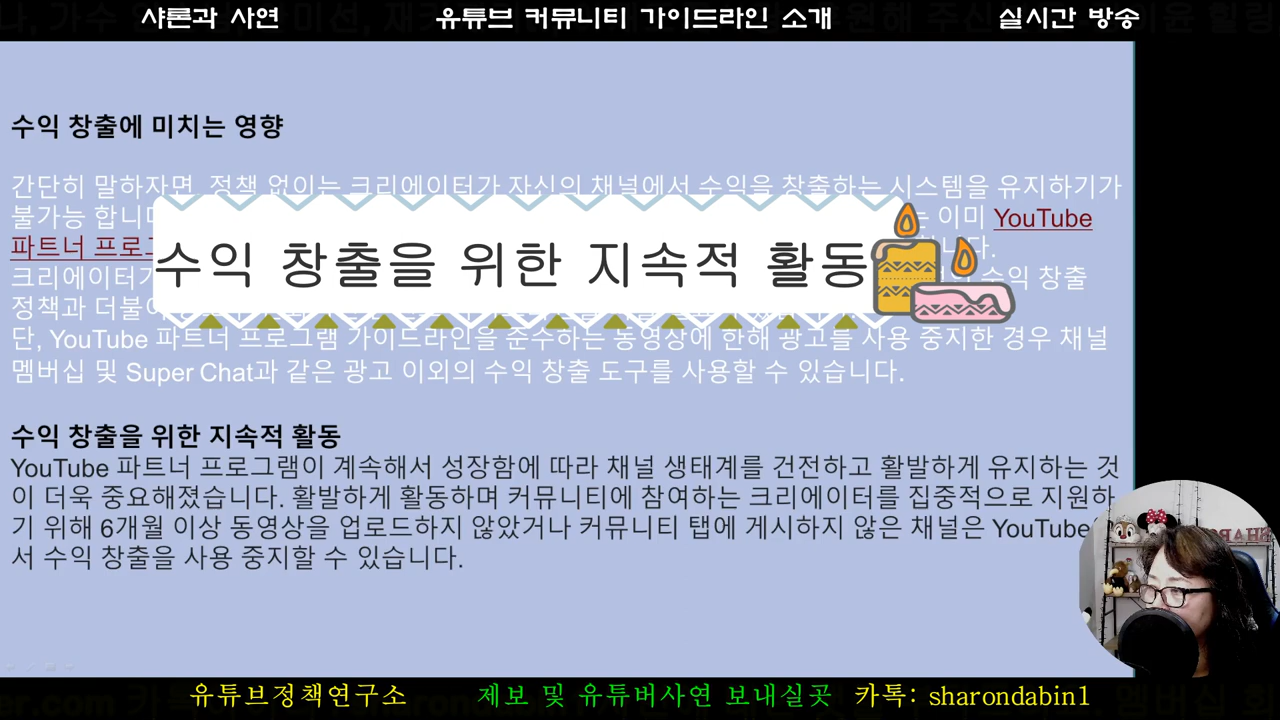 샤론과 사연 유튜브 커뮤니티 가이드라인 소개 실시간 방송
수익 창출에 미치는 영향
간단히 말하자면, 정책 없이는 크리에이터가 자신의 채널에서 수익을 창출하는 시스템을 유지하기가
불가능 합니다 이미 YouTube
파트너 프로그
수익 창출을 위한 지속적 활동
크리에이터가 수익 창출
정책과 더불어
단, YouTube 파트너 프로그램 가이드라인을 준수하는 동영상에 한해 광고를 사용 중지한 경우 채널
멤버십 및 Super Chat과 같은 광고 이외의 수익 창출 도구를 사용할 수 있습니다.
수익 창출을 위한 지속적 활동
YouTube 파트너 프로그램이 계속해서 성장함에 따라 채널 생태계를 건전하고 활발하게 유지하는 것
이 더욱 중요해졌습니다. 활발하게 활동하며 커뮤니티에 참여하는 크리에이터를 집중적으로 지원하
기 위해 6개월 이상 동영상을 업로드하지 않았거나 커뮤니티 탭에 게시하지 않은 채널은 YouTube
서 수익 창출을 사용 중지할 수 있습니다.
유튜브정책연구소 제보 및 유튜버사연 보내실곳 카톡: sharondabin1